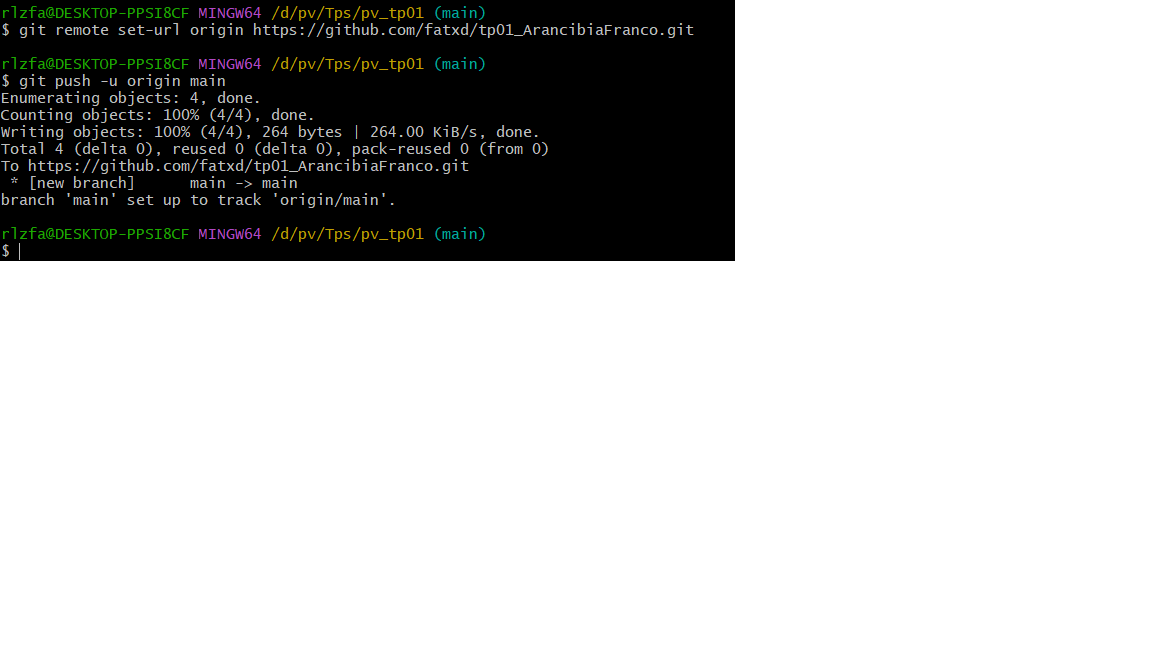 rlzfa@DESKTOP-PPSI8CF MINGW64 /d/pv/Tps/pv_tp01 (main)
$ git remote set-url origin https://github.com/fatxd/tp01_ArancibiaFranco.git
rlzfa@DESKTOP-PPSI8CF MINGW64 /d/pv/Tps/pv_tp01 (main)
$ git push -u origin main
Enumerating objects: 4, done.
Counting objects: 100% (4/4), done.
Writing objects: 100% (4/4), 264 bytes | 264.00 KiB/s, done.
Total 4 (delta 0), reused 0 (delta 0), pack-reused 0 (from 0)
To https://github.com/fatxd/tp01_ArancibiaFranco.git
 * [new branch]      main -> main
branch 'main' set up to track 'origin/main'.
rlzfa@DESKTOP-PPSI8CF MINGW64 /d/pv/Tps/pv_tp01 (main)
$